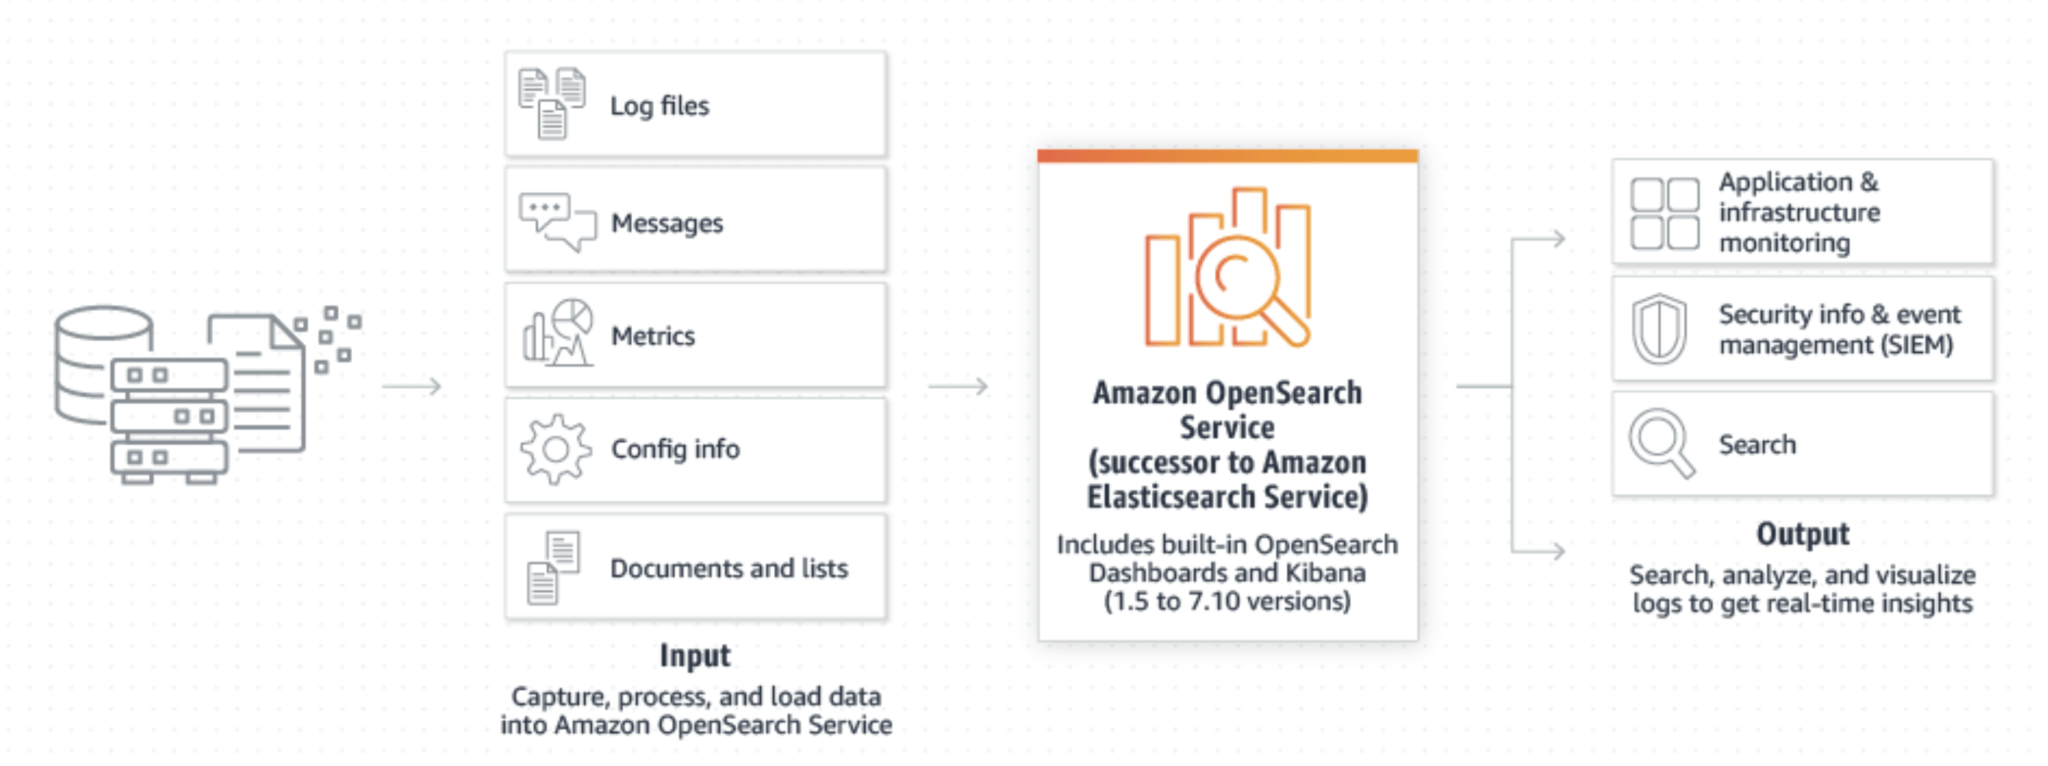 Log files
Messages
Metrics
Config info
Documents and lists
Input
Capture, process, and load data
into Amazon OpenSearch Service
Amazon OpenSearch
Service
(successor to Amazon
Elasticsearch Service)
Includes built-in OpenSearch
Dashboards and Kibana
(1.5 to 7.10 versions)
Application &
infrastructure
monitoring
Security info & event
management (SIEM)
Search
Output
Search, analyze, and visualize
logs to get real-time insights